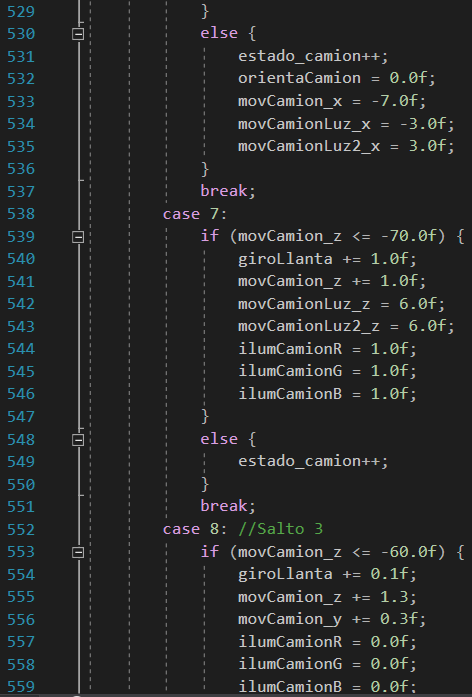 529 }
530 else {
531 estado_camion++;
532 orientaCamion = 0.0f;
533 movCamion_x = -7.0f;
534 movCamionLuz_x = -3.0f;
535 movCamionLuz2_x = 3.0f;
536 }
537 break;
538 case 7:
539 if (movCamion_z <= -70.0f) {
540 giroLlanta += 1.0f;
541 movCamion_z += 1.0f;
542 movCamionLuz_z = 6.0f;
543 movCamionLuz2_z = 6.0f;
544 ilumCamionR = 1.0f;
545 ilumCamionG = 1.0f;
546 ilumCamionB = 1.0f;
547 }
548 else {
549 estado_camion++;
550 }
551 break;
552 case 8: //Salto 3
553 if (movCamion_z <= -60.0f) {
554 giroLlanta += 0.1f;
555 movCamion_z += 1.3;
556 movCamion_y += 0.3f;
557 ilumCamionR = 0.0f;
558 ilumCamionG = 0.0f;
559 ilumCamionB = 0.0f;